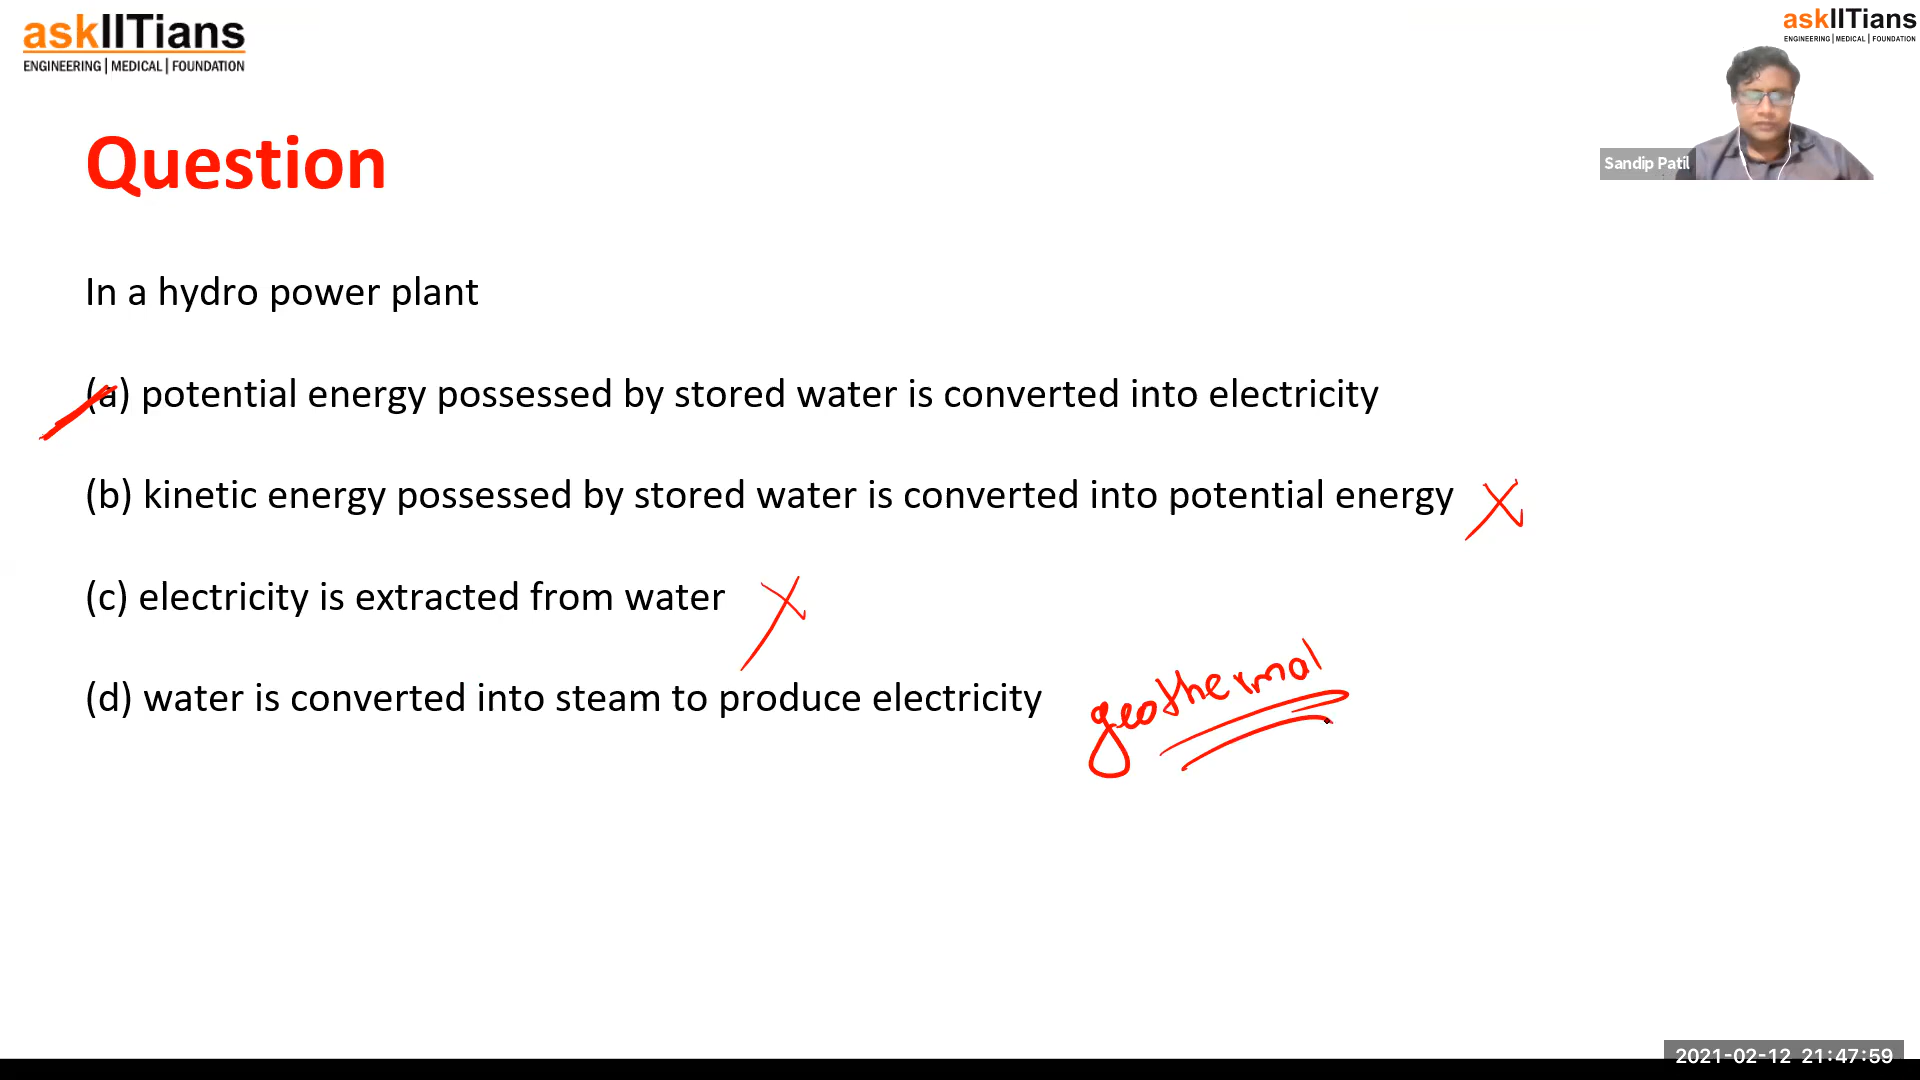 askIITians
ENGINEERING | MEDICAL | FOUNDATION
askIITians
ENGINEERING | MEDICAL | FOUNDATION
Sandip Patil
Question
In a hydro power plant
(a) potential energy possessed by stored water is converted into electricity
(b) kinetic energy possessed by stored water is converted into potential energy
(c) electricity is extracted from water
(d) water is converted into steam to produce electricity
geothermal
2021-02-12 21:47:59